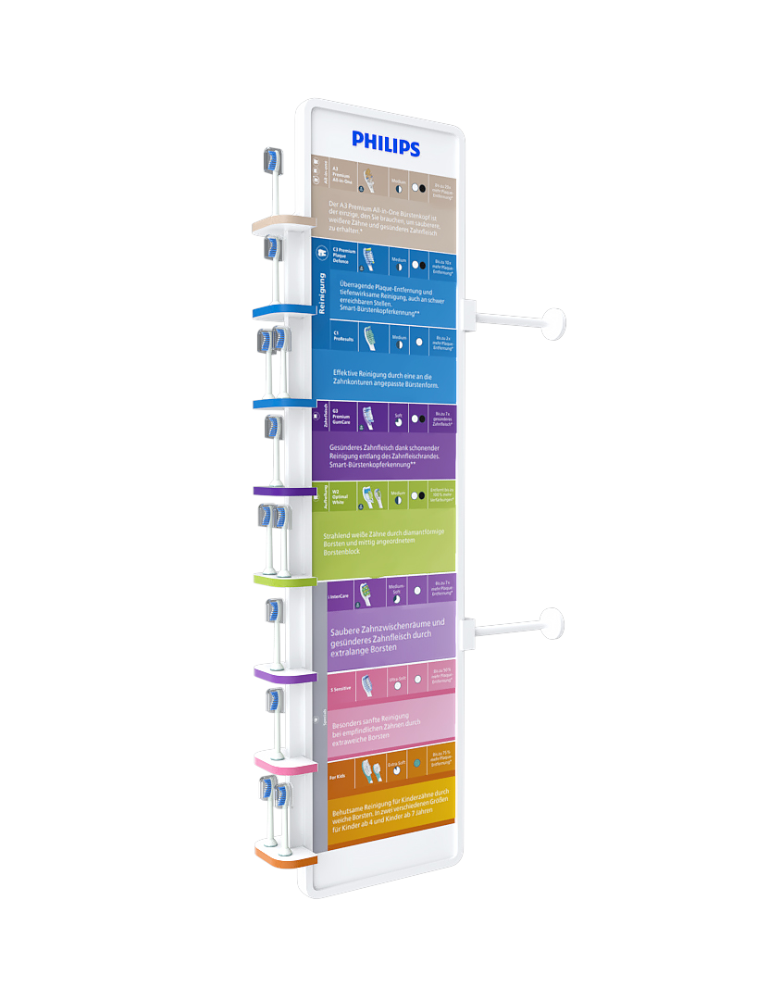 PHILIPS
All-in-one
A3
Premium
All-in-One
Medium
Bis zu 20x
mehr Plaque-
Entfernung*
Der A3 Premium All-in-One Bürstenkopf ist
der einzige, den Sie brauchen, um sauberere,
weißere Zähne und gesünderes Zahnfleisch
zu erhalten.*
Reinigung
C3 Premium
Plaque
Defence
Medium
Bis zu 10x
mehr Plaque-
Entfernung*
Überragende Plaque-Entfernung und
tiefenwirksame Reinigung, auch an schwer
erreichbaren Stellen.
Smart-Bürstenkopferkennung**
C1
ProResults
Medium
Bis zu 2x
mehr Plaque-
Entfernung*
Effektive Reinigung durch eine an die
Zahnkonturen angepasste Bürstenform.
Zahnfleisch
G3
Premium
GumCare
Soft
Bis zu 7x
gesünderes
Zahnfleisch*
Gesünderes Zahnfleisch dank schonender
Reinigung entlang des Zahnfleischrandes.
Smart-Bürstenkopferkennung**
Aufhellung
W2
Optimal
White
Medium
Entfernt bis zu
100 % mehr
Verfärbungen*
Strahlend weiße Zähne durch diamantförmige
Borsten und mittig angeordnetem
Borstenblock
Specials
I InterCare
Medium-
Soft
Bis zu 7x
mehr Plaque-
Entfernung*
Saubere Zahnzwischenräume und
gesünderes Zahnfleisch durch
extralange Borsten
S Sensitive
Ultra-Soft
Bis zu 50 %
mehr Plaque-
Entfernung*
Besonders sanfte Reinigung
bei empfindlichen Zähnen durch
extraweiche Borsten
For Kids
Extra-Soft
Bis zu 75 %
mehr Plaque-
Entfernung*
Behutsame Reinigung für Kinderzähne durch
weiche Borsten. In zwei verschiedenen Größen
für Kinder ab 4 und Kinder ab 7 Jahren